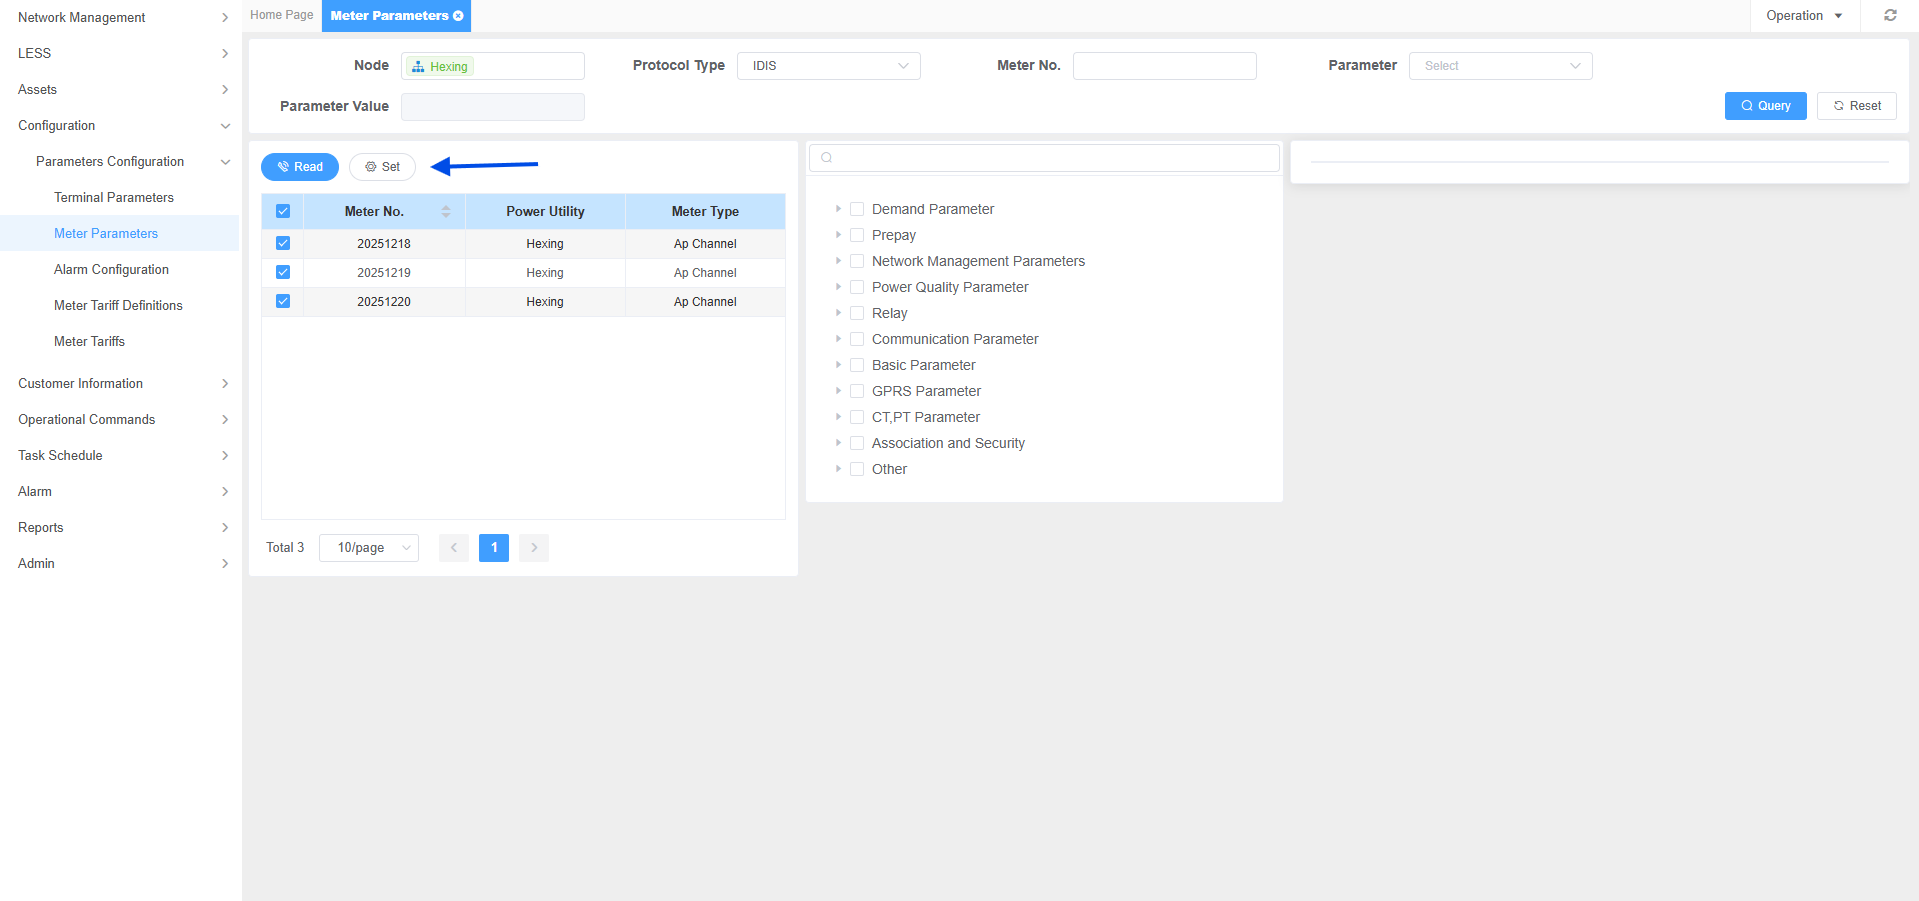 Network Management
LESS
Assets
Configuration
Parameters Configuration
Terminal Parameters
Meter Parameters
Alarm Configuration
Meter Tariff Definitions
Meter Tariffs
Customer Information
Operational Commands
Task Schedule
Alarm
Reports
Admin
Home Page
Meter Parameters
Operation
Node Hexing
Protocol Type IDIS
Meter No.
Parameter Select
Parameter Value
Query
Reset
Read
Set
Meter No. Power Utility Meter Type
20251218 Hexing Ap Channel
20251219 Hexing Ap Channel
20251220 Hexing Ap Channel
Total 3 10/page 1
Demand Parameter
Prepay
Network Management Parameters
Power Quality Parameter
Relay
Communication Parameter
Basic Parameter
GPRS Parameter
CT,PT Parameter
Association and Security
Other